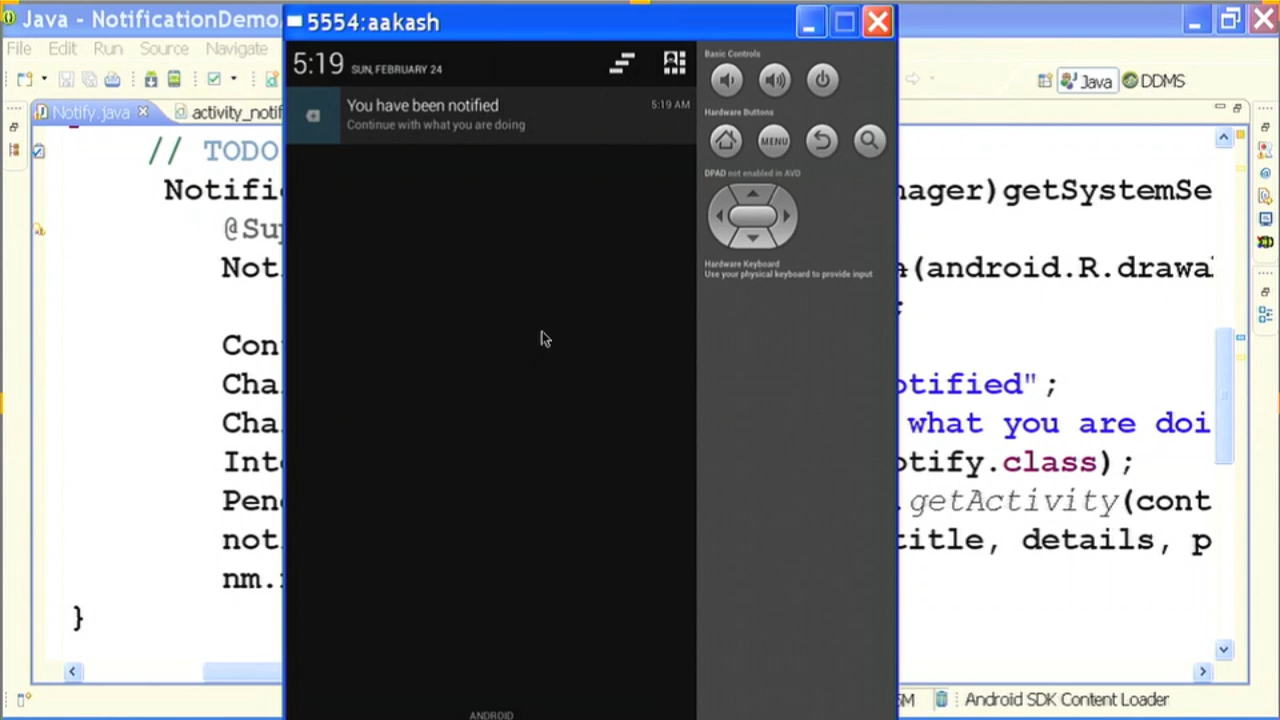 Java - NotificationDemo
5554:aakash
File Edit Run Source Navigate
Java
DDMS
Notify.java
activity_notif
5:19 SUN, FEBRUARY 24
You have been notified
5:19 AM
Continue with what you are doing
ANDROID
Basic Controls
Hardware Buttons
MENU
DPAD not enabled in AVD
Hardware Keyboard
Use your physical keyboard to provide input
// TODO
Notifi
ager)getSystemSe
@Su
Not
(android.R.drawa
;
Con
Cha
otified";
Cha
what you are doi
Int
otify.class);
Pen
.getActivity(cont
not
title, details, p
nm.
}
Android SDK Content Loader